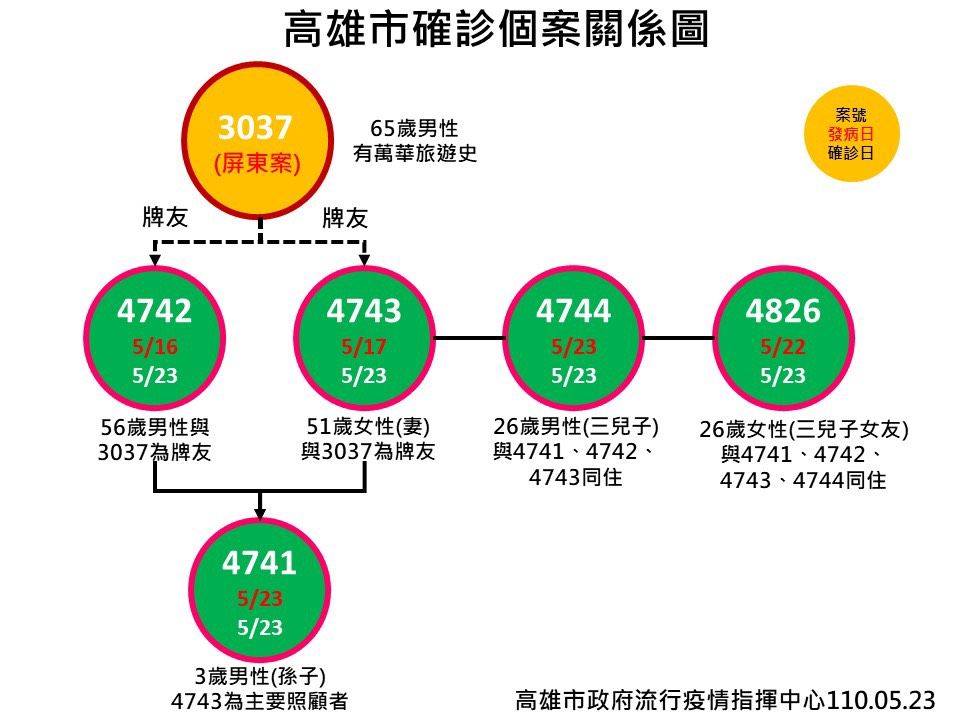 高雄市確診個案關係圖
3037
(屏東案)
65歲男性
有萬華旅遊史
案號
發病日
確診日
牌友
牌友
4742
5/16
5/23
4743
5/17
5/23
4744
5/23
5/23
4826
5/22
5/23
56歲男性與
3037為牌友
51歲女性(妻)
與3037為牌友
26歲男性(三兒子)
與4741、4742、
4743同住
26歲女性(三兒子女友)
與4741、4742、
4743、4744同住
4741
5/23
5/23
3歲男性(孫子)
4743為主要照顧者
高雄市政府流行疫情指揮中心110.05.23